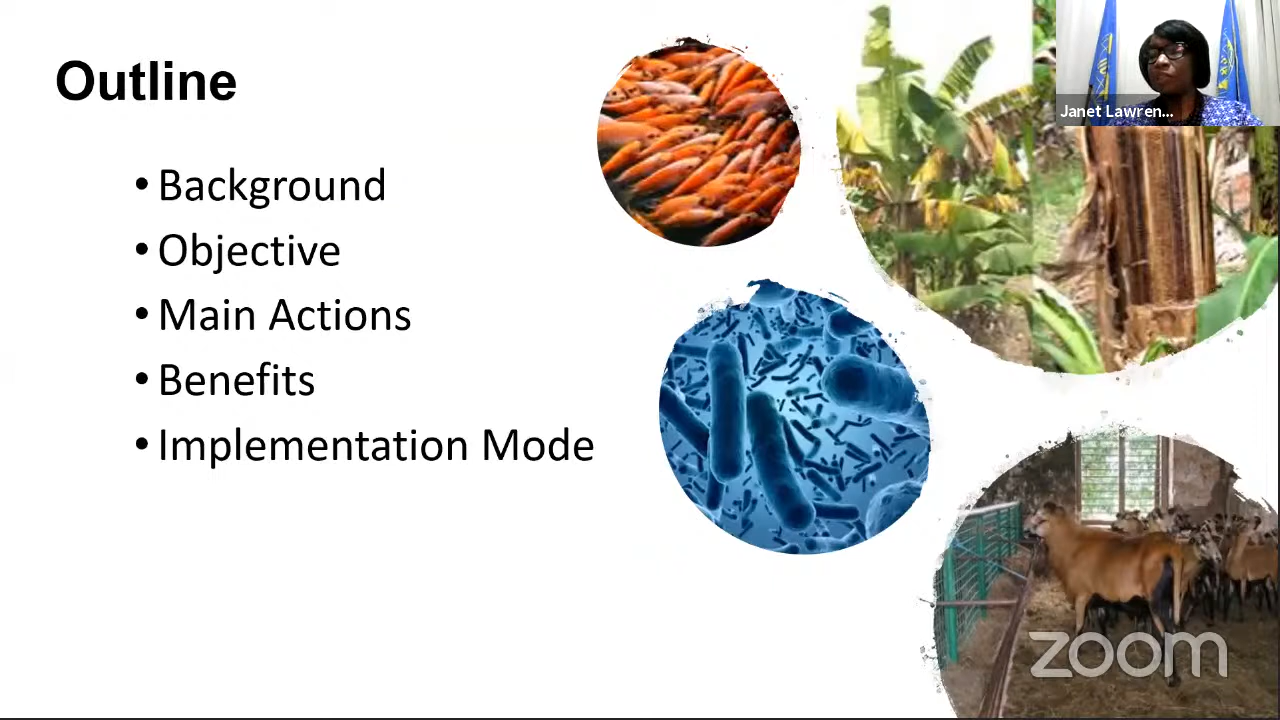 Outline
• Background
• Objective
• Main Actions
• Benefits
• Implementation Mode
Janet Lawren...
zoom